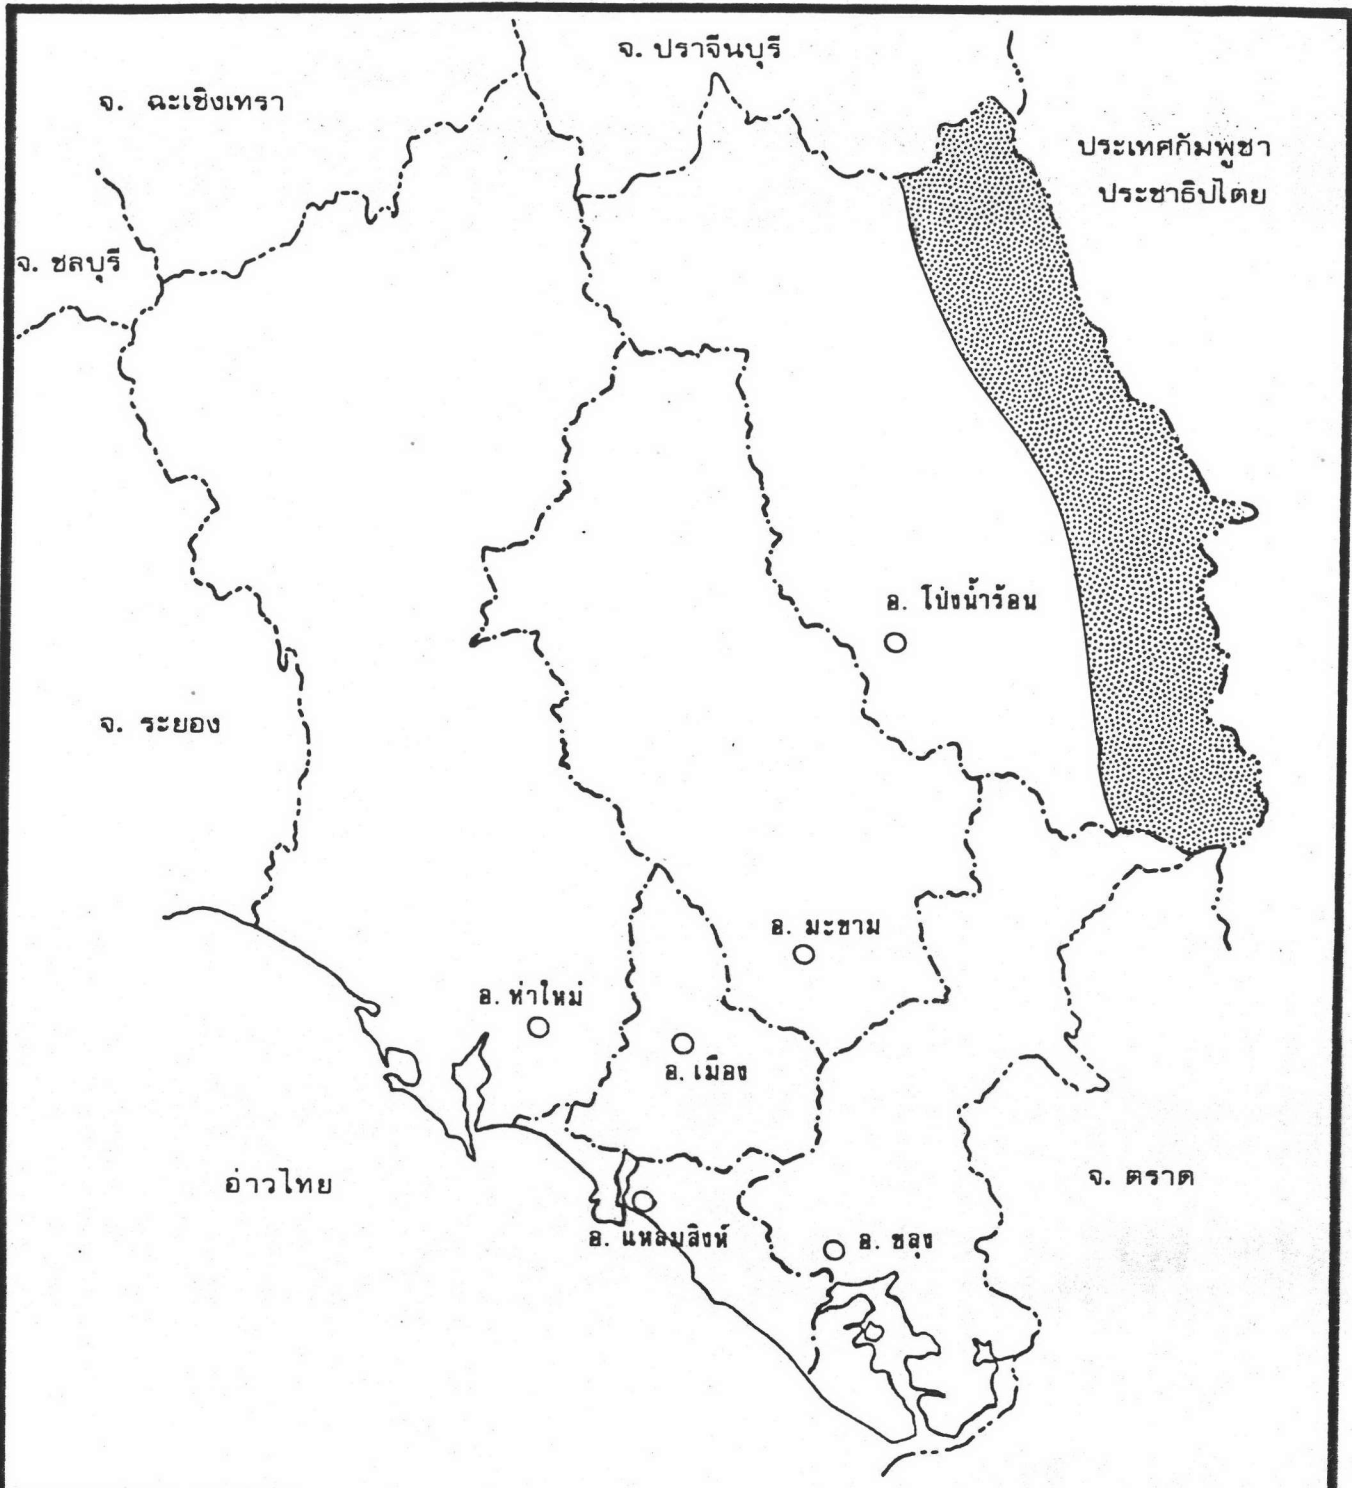 จ. ปราจีนบุรี
จ. ฉะเชิงเทรา
ประเทศกัมพูชา
ประชาธิปไตย
จ. ชลบุรี
อ. โป่งน้ำร้อน
จ. ระยอง
อ. มะขาม
อ. ท่าใหม่
อ. เมือง
อ่าวไทย
จ. ตราด
อ. แหลมสิงห์
อ. ขลุง